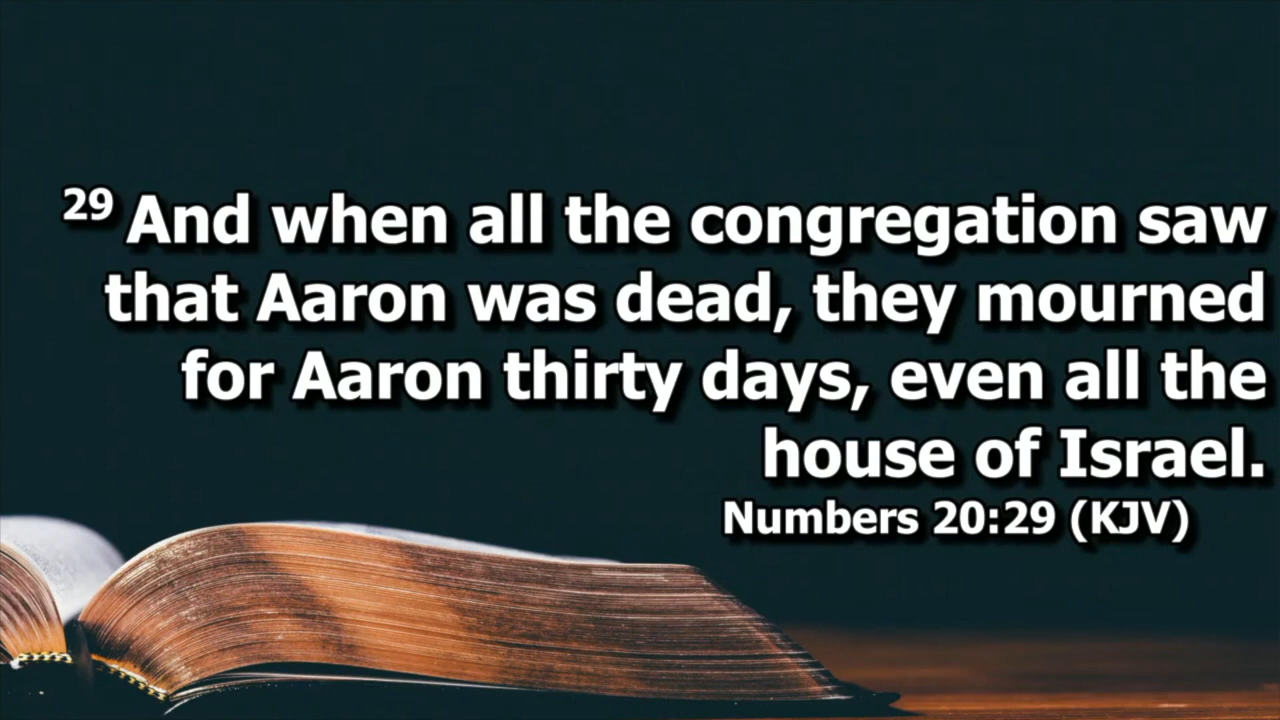 29 And when all the congregation saw
that Aaron was dead, they mourned
for Aaron thirty days, even all the
house of Israel.
Numbers 20:29 (KJV)